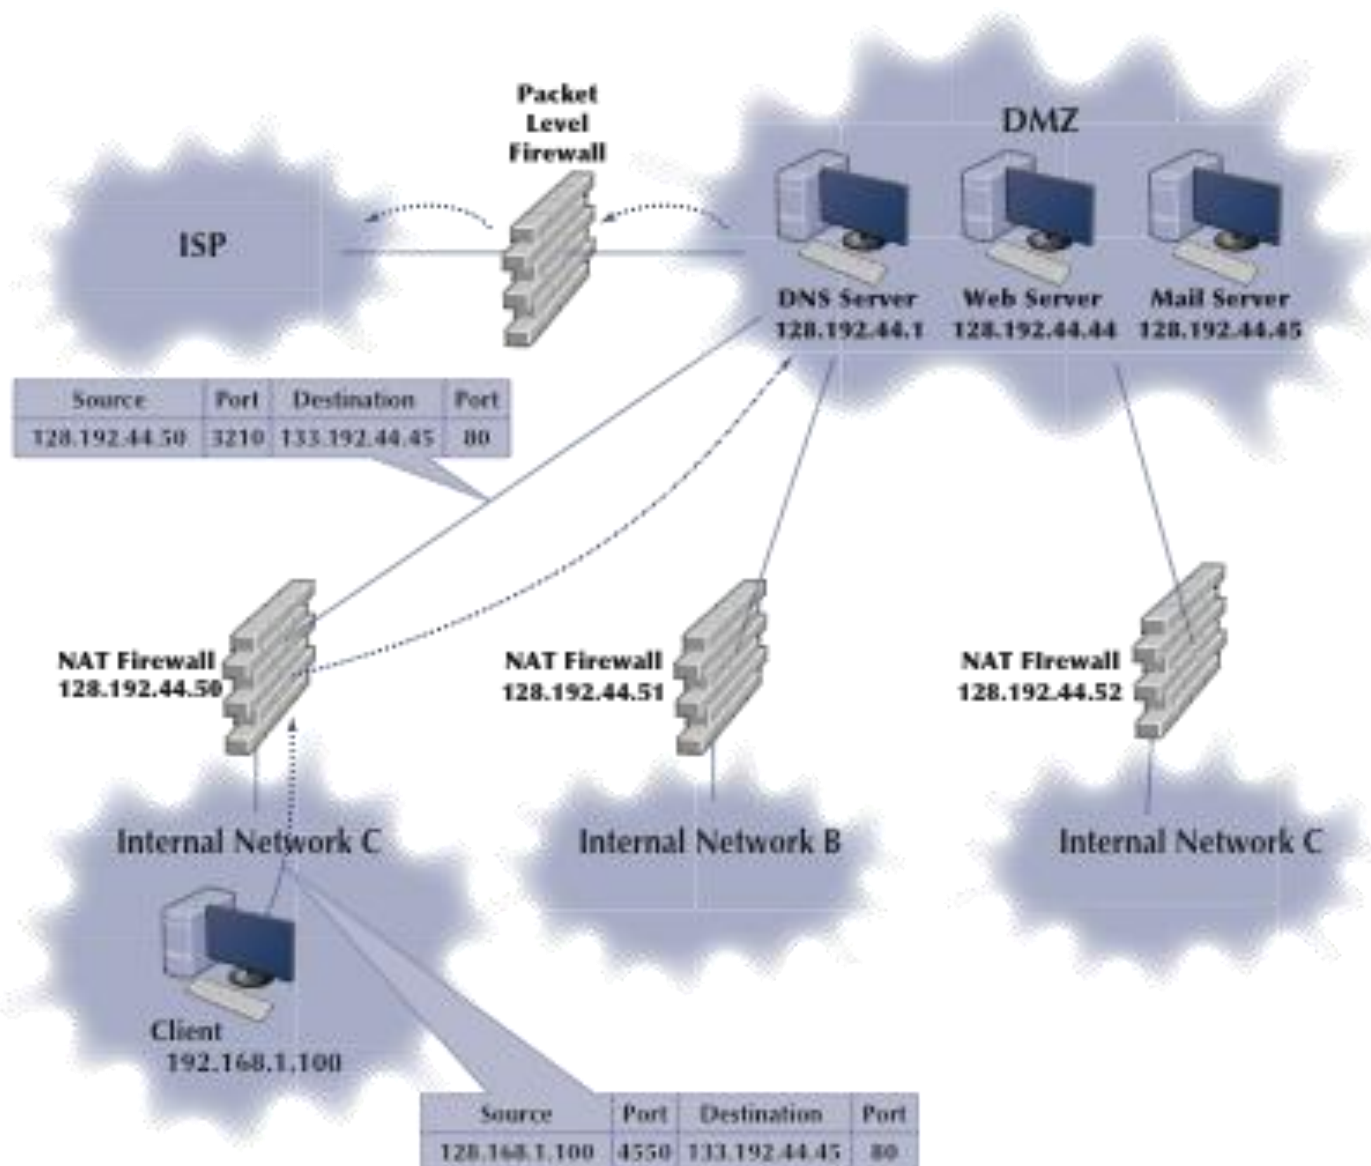 Packet
Level
Firewall
DMZ
ISP
DNS Server
128.192.44.1
Web Server
128.192.44.44
Mail Server
128.192.44.45
Source Port Destination Port
128.192.44.50 3210 133.192.44.45 80
NAT Firewall
128.192.44.50
NAT Firewall
128.192.44.51
NAT Firewall
128.192.44.52
Internal Network C
Internal Network B
Internal Network C
Client
192.168.1.100
Source Port Destination Port
128.168.1.100 4550 133.192.44.45 80